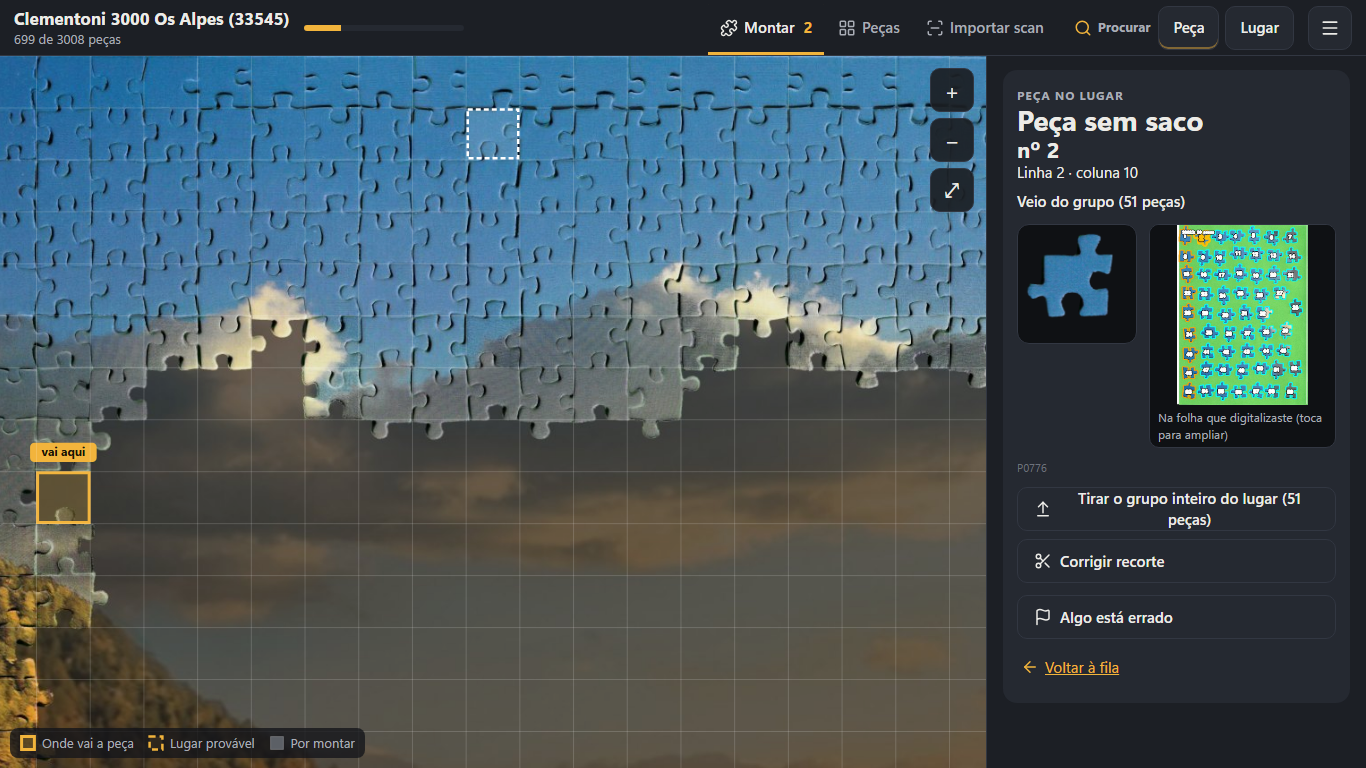 Clementoni 3000 Os Alpes (33545)
699 de 3008 peças
Montar 2
Peças
Importar scan
Procurar
Peça
Lugar
vai aqui
Onde vai a peça
Lugar provável
Por montar
PEÇA NO LUGAR
Peça sem saco
nº 2
Linha 2 · coluna 10
Veio do grupo (51 peças)
Na folha que digitalizaste (toca
para ampliar)
P0776
Tirar o grupo inteiro do lugar (51
peças)
Corrigir recorte
Algo está errado
Voltar à fila